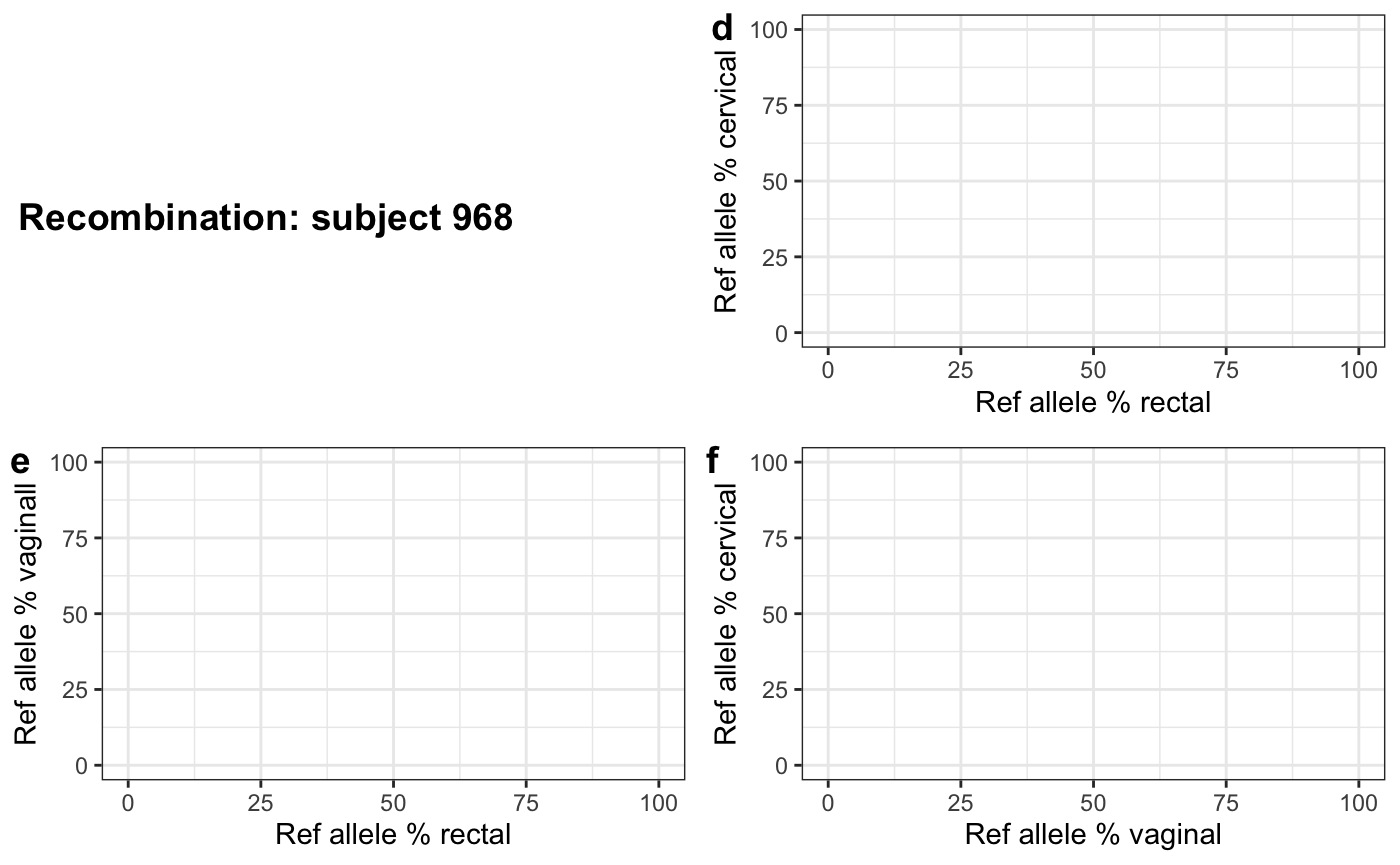 Recombination: subject 968
d
Ref allele % cervical
100
75
50
25
0
0 25 50 75 100
Ref allele % rectal
e
Ref allele % vaginall
100
75
50
25
0
0 25 50 75 100
Ref allele % rectal
f
Ref allele % cervical
100
75
50
25
0
0 25 50 75 100
Ref allele % vaginal